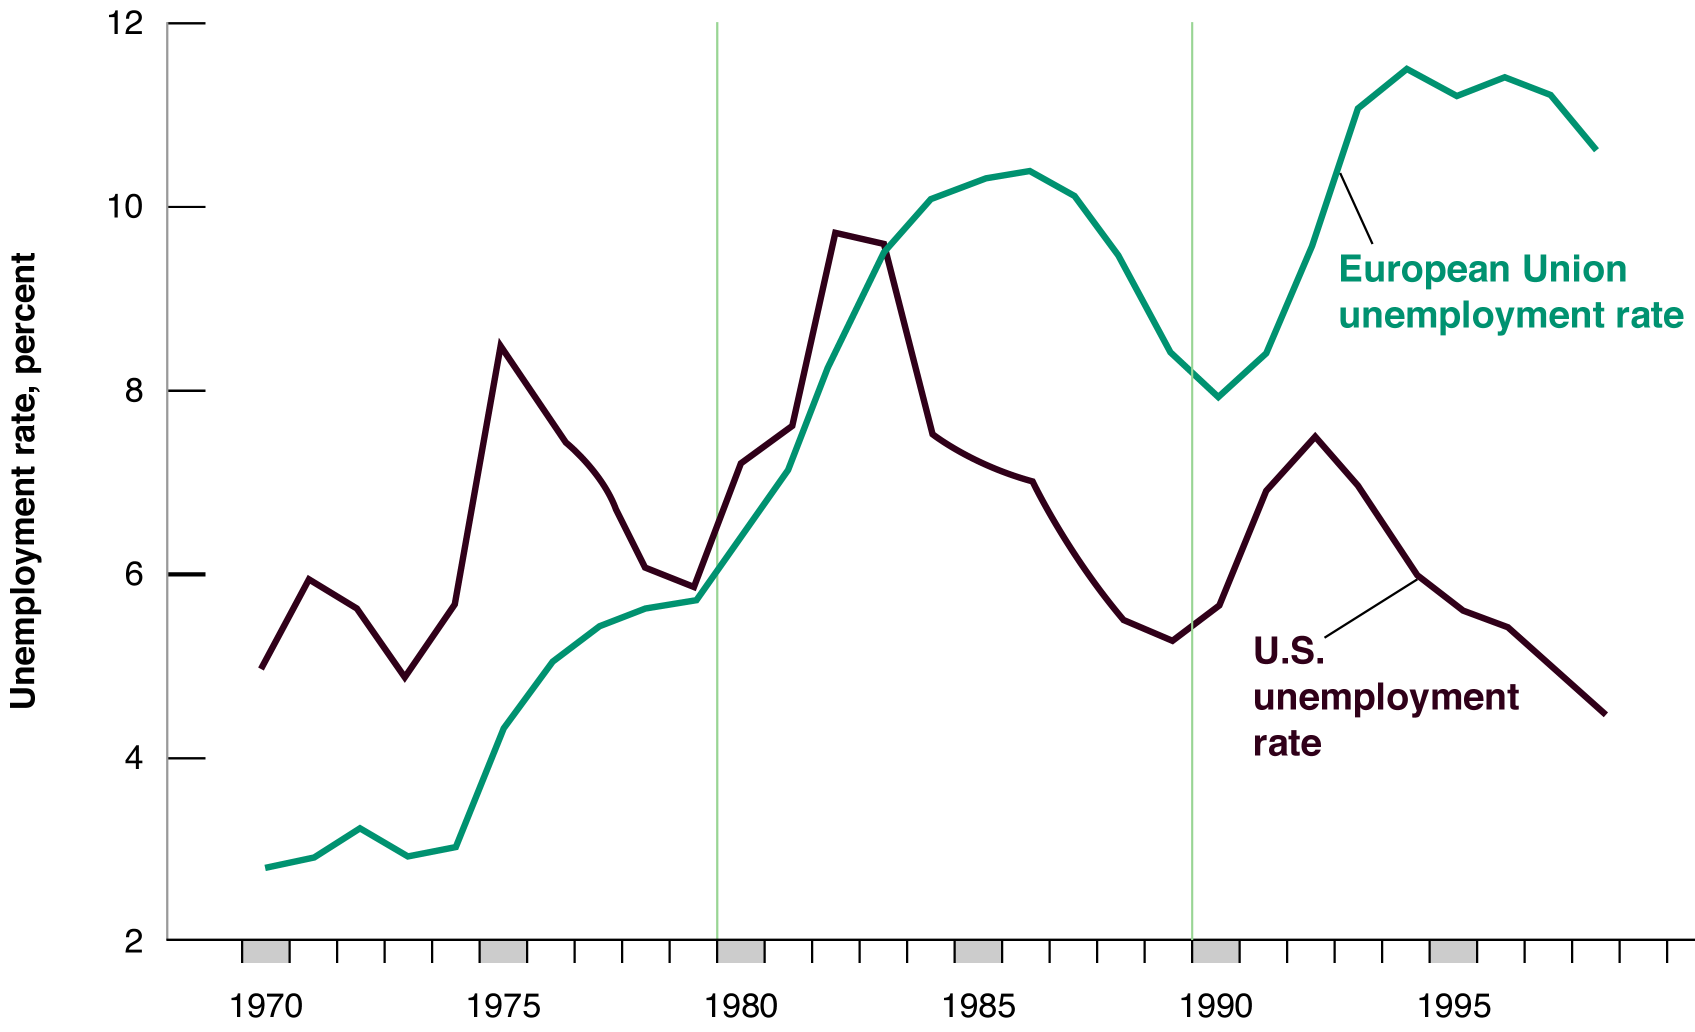 12
10
8
6
4
2
Unemployment rate, percent
European Union
unemployment rate
U.S.
unemployment
rate
1970 1975 1980 1985 1990 1995